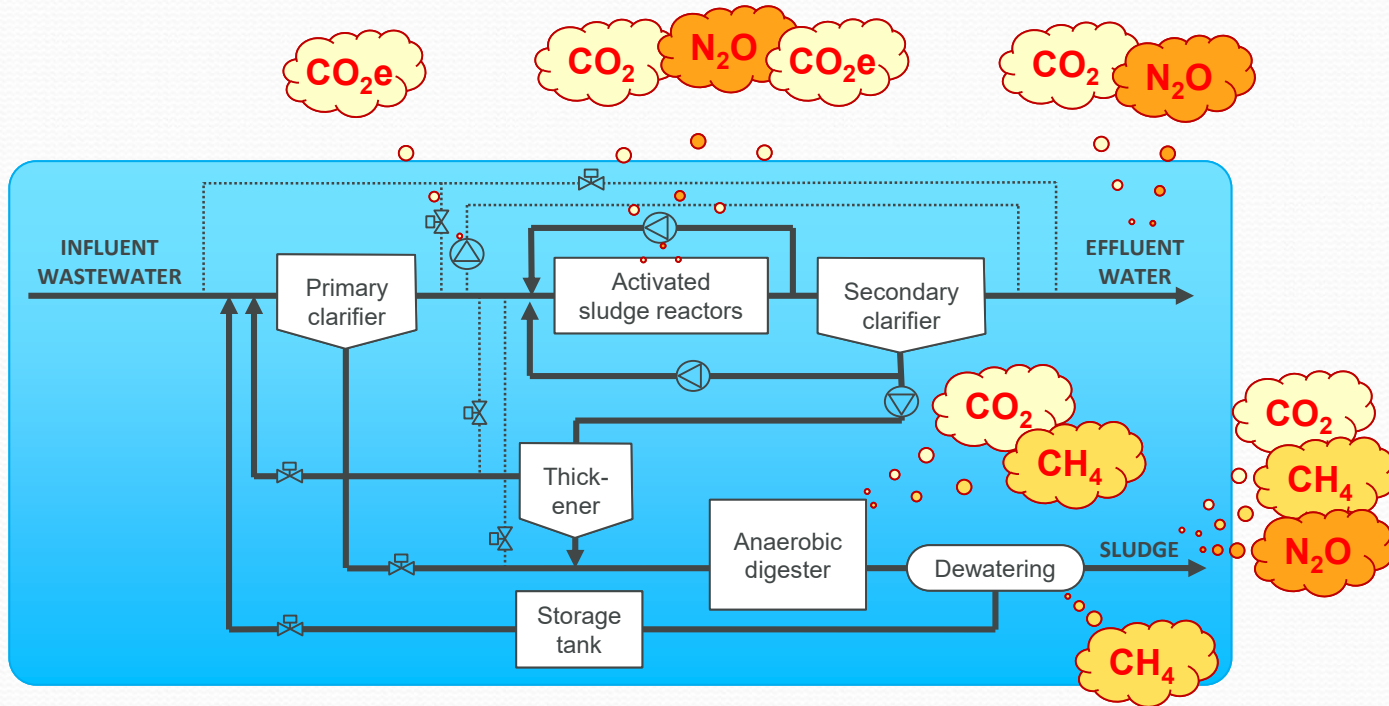 CO₂e
CO₂
N₂O
CO₂e
CO₂
N₂O
INFLUENT
WASTEWATER
Primary
clarifier
Activated
sludge reactors
Secondary
clarifier
EFFLUENT
WATER
CO₂
CH₄
CO₂
CH₄
N₂O
Thick-
ener
Anaerobic
digester
Dewatering
SLUDGE
Storage
tank
CH₄